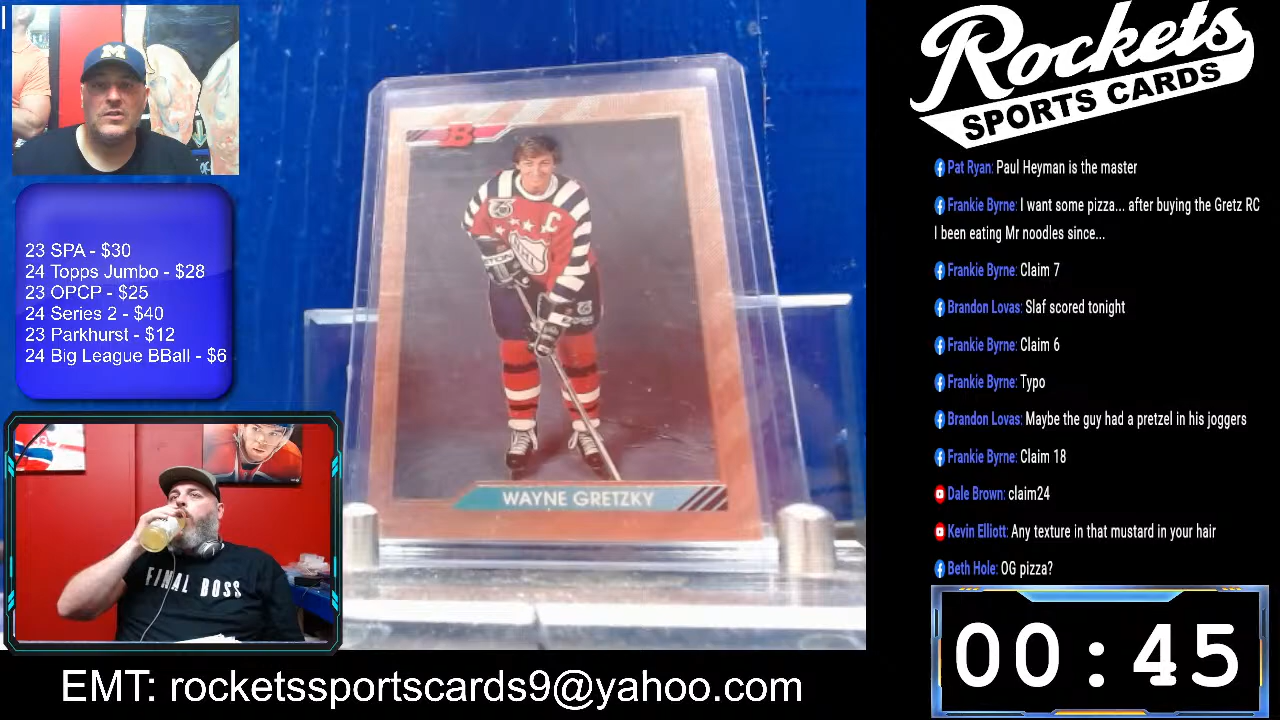 M
23 SPA - $30
24 Topps Jumbo - $28
23 OPCP - $25
24 Series 2 - $40
23 Parkhurst - $12
24 Big League BBall - $6
FINAL BOSS
B
C
NHL
WAYNE GRETZKY
Rockets
SPORTS CARDS
Pat Ryan: Paul Heyman is the master
Frankie Byrne: I want some pizza... after buying the Gretz RC
I been eating Mr noodles since...
Frankie Byrne: Claim 7
Brandon Lovas: Slaf scored tonight
Frankie Byrne: Claim 6
Frankie Byrne: Typo
Brandon Lovas: Maybe the guy had a pretzel in his joggers
Frankie Byrne: Claim 18
Dale Brown: claim24
Kevin Elliott: Any texture in that mustard in your hair
Beth Hole: OG pizza?
00:45
EMT: rocketssportscards9@yahoo.com